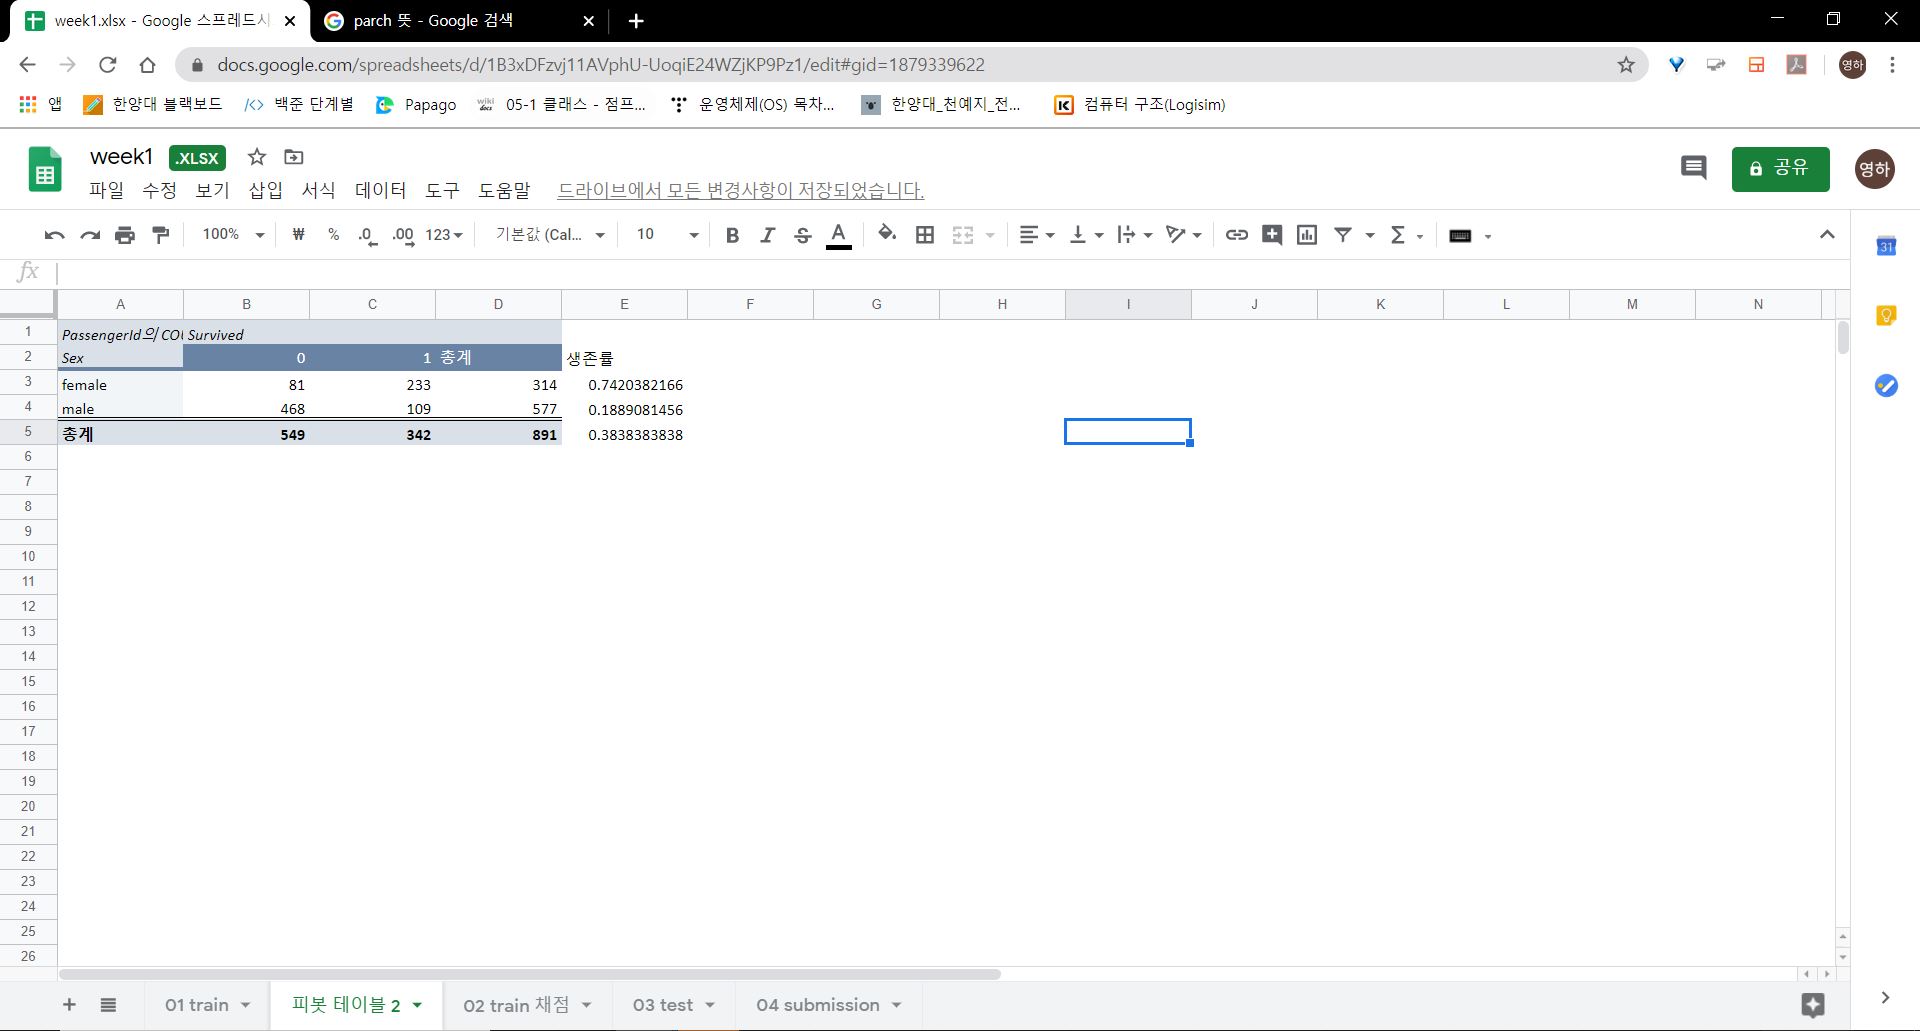 week1.xlsx - Google 스프레드시
parch 뜻 - Google 검색
docs.google.com/spreadsheets/d/1B3xDFzvj11AVphU-UoqiE24WZjKP9Pz1/edit#gid=1879339622
영하
앱 한양대 블랙보드 백준 단계별 Papago 05-1 클래스 - 점프... 운영체제(OS) 목차... 한양대_천예지_전... 컴퓨터 구조(Logisim)
week1 .XLSX
공유 영하
파일 수정 보기 삽입 서식 데이터 도구 도움말 드라이브에서 모든 변경사항이 저장되었습니다.
100% ₩ % .0 .00 123 기본값 (Cal... 10 B I S A Σ
31
fx
A B C D E F G H I J K L M N
1 PassengerId의 COU Survived
2 Sex 0 1 총계 생존률
3 female 81 233 314 0.7420382166
4 male 468 109 577 0.1889081456
5 총계 549 342 891 0.3838383838
6
7
8
9
10
11
12
13
14
15
16
17
18
19
20
21
22
23
24
25
26
01 train 피봇 테이블 2 02 train 채점 03 test 04 submission